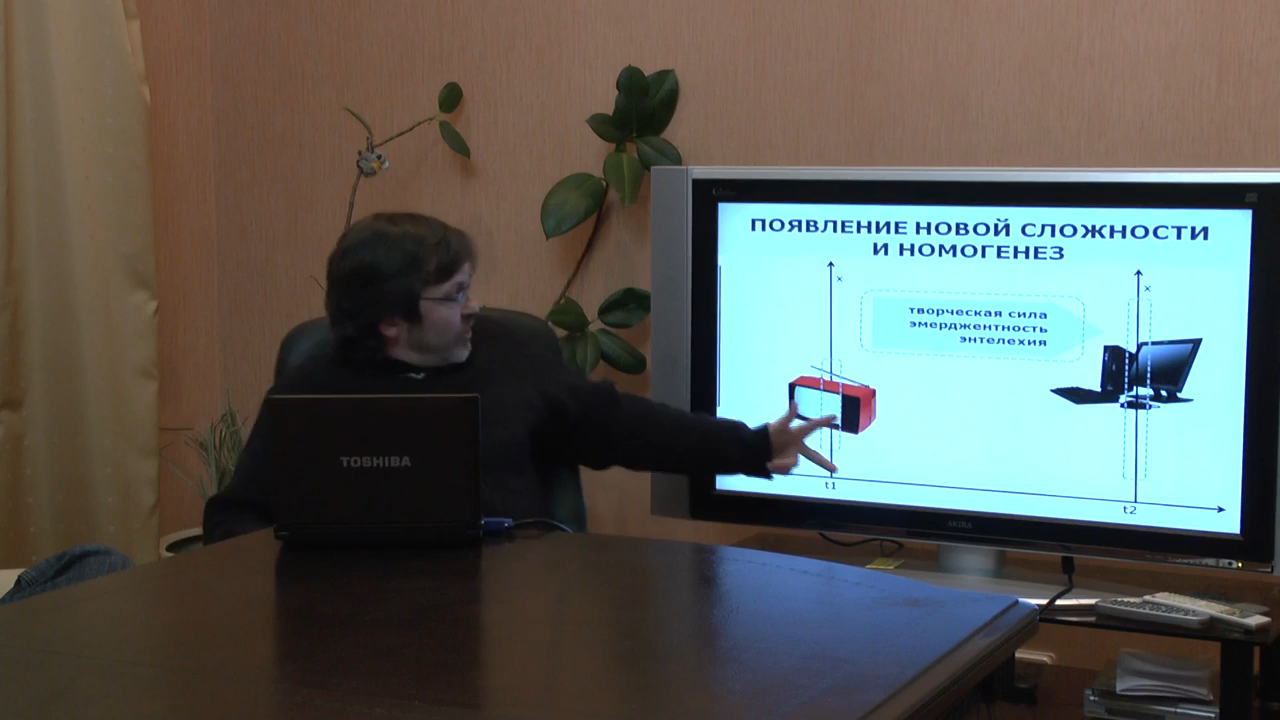 ПОЯВЛЕНИЕ НОВОЙ СЛОЖНОСТИ
И НОМОГЕНЕЗ
x
x
творческая сила
эмерджентность
энтелехия
t1
t2
TOSHIBA
AKIRA